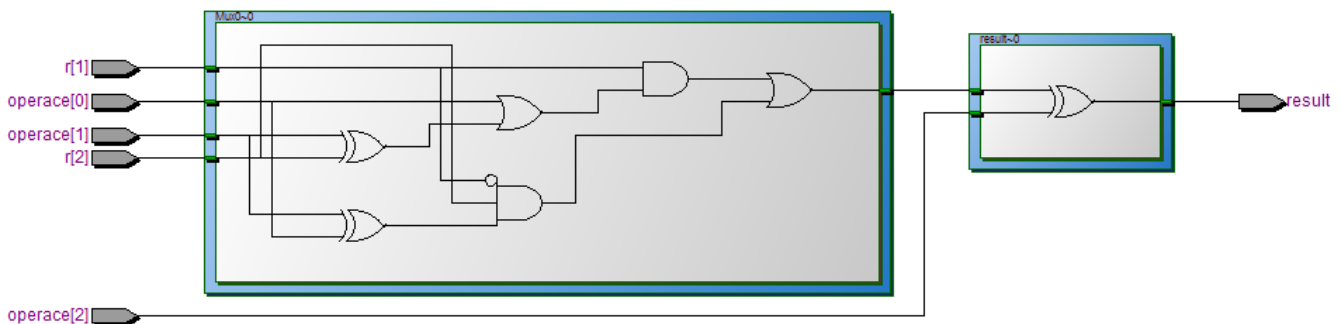 Mux0~0
result~0
r[1]
operace[0]
operace[1]
r[2]
result
operace[2]